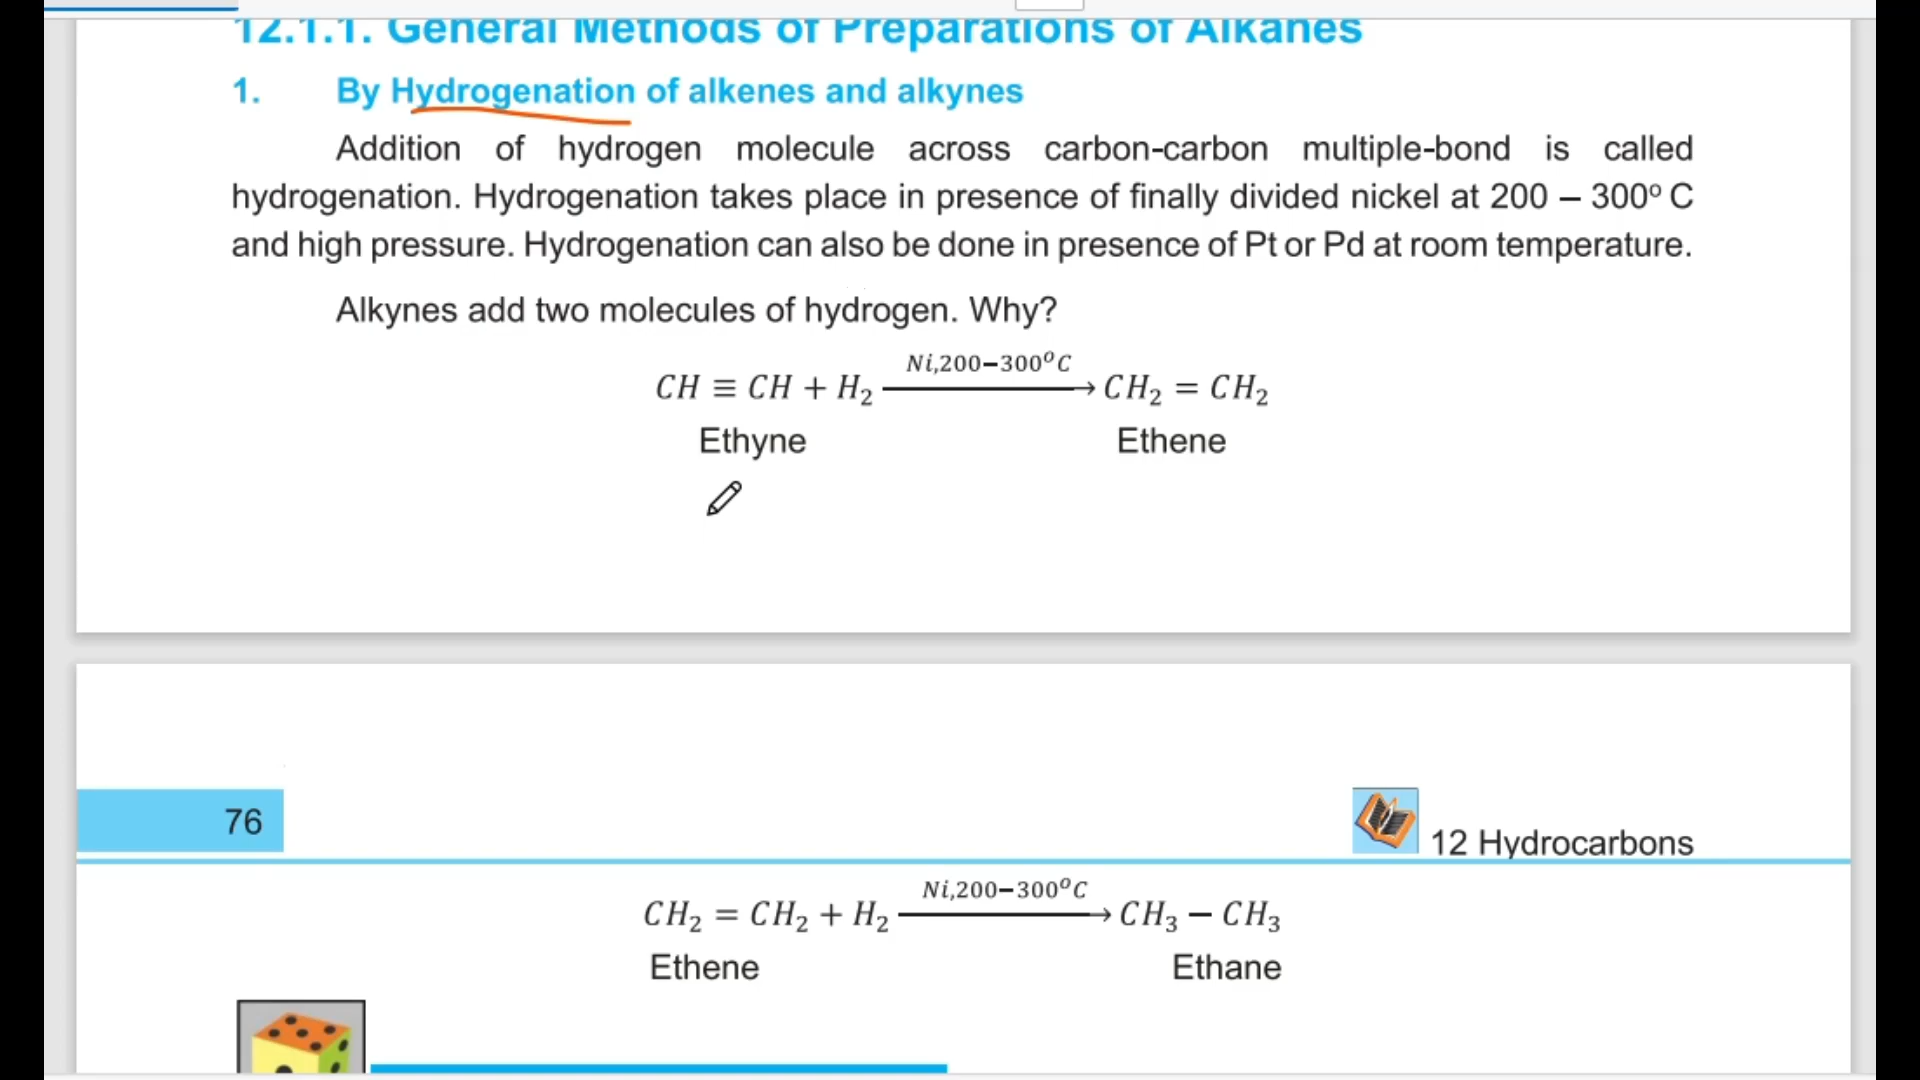 12.1.1. General Methods of Preparations of Alkanes
1. By Hydrogenation of alkenes and alkynes
Addition of hydrogen molecule across carbon-carbon multiple-bond is called
hydrogenation. Hydrogenation takes place in presence of finally divided nickel at 200 – 300º C
and high pressure. Hydrogenation can also be done in presence of Pt or Pd at room temperature.
Alkynes add two molecules of hydrogen. Why?
CH ≡ CH + H₂ —Ni,200−300⁰C→ CH₂ = CH₂
Ethyne Ethene
76 12 Hydrocarbons
CH₂ = CH₂ + H₂ —Ni,200−300⁰C→ CH₃ − CH₃
Ethene Ethane